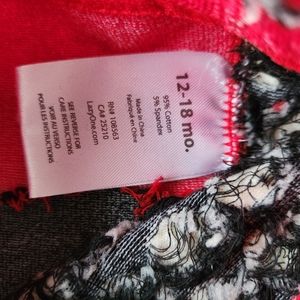 12-18 mo.
95% Cotton
5% Spandex
Made in China
Fabriqué en Chine
RN# 108563
CA# 25210
LazyOne.com
SEE REVERSE FOR
CARE INSTRUCTIONS
VOIR AU VERSO
POUR LES INSTRUCTIONS